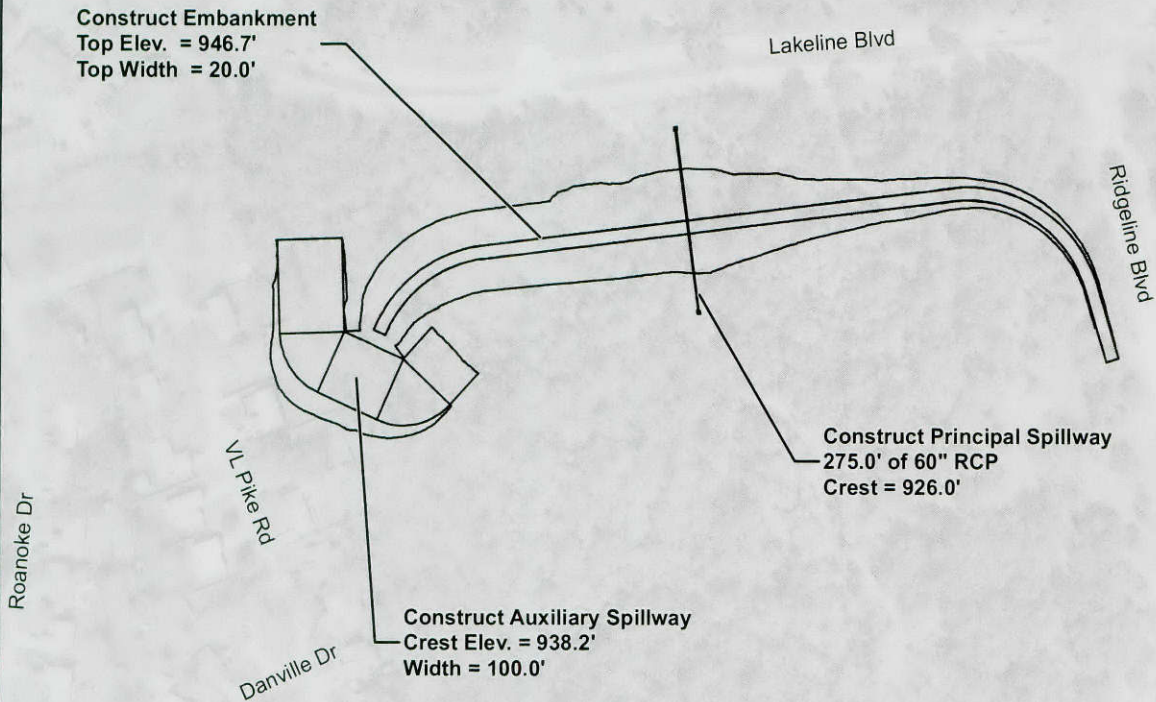 Construct Embankment
Top Elev. = 946.7'
Top Width = 20.0'
Lakeline Blvd
Ridgeline Blvd
Construct Principal Spillway
275.0' of 60" RCP
Crest = 926.0'
VL Pike Rd
Roanoke Dr
Construct Auxiliary Spillway
Crest Elev. = 938.2'
Width = 100.0'
Danville Dr